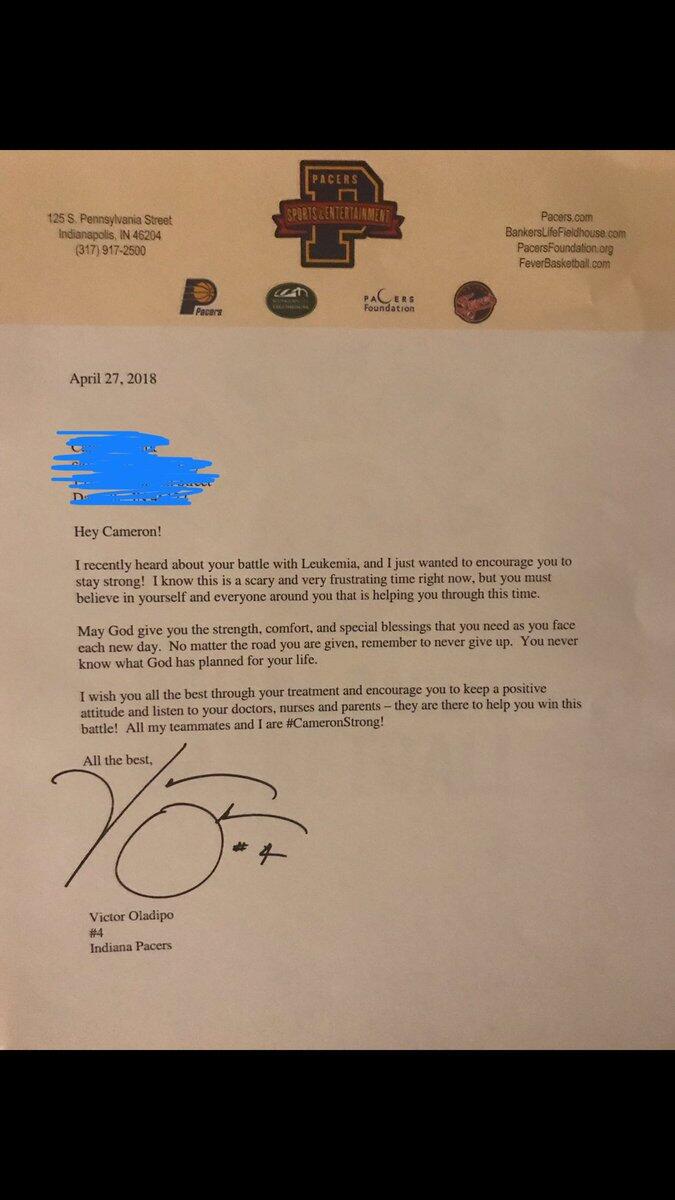 PACERS
SPORTS & ENTERTAINMENT
125 S. Pennsylvania Street
Indianapolis, IN 46204
(317) 917-2500
Pacers.com
BankersLifeFieldhouse.com
PacersFoundation.org
FeverBasketball.com
Pacers
PACERS
Foundation
April 27, 2018
Hey Cameron!
I recently heard about your battle with Leukemia, and I just wanted to encourage you to
stay strong!  I know this is a scary and very frustrating time right now, but you must
believe in yourself and everyone around you that is helping you through this time.
May God give you the strength, comfort, and special blessings that you need as you face
each new day.  No matter the road you are given, remember to never give up.  You never
know what God has planned for your life.
I wish you all the best through your treatment and encourage you to keep a positive
attitude and listen to your doctors, nurses and parents – they are there to help you win this
battle!  All my teammates and I are #CameronStrong!
All the best,
#4
Victor Oladipo
#4
Indiana Pacers